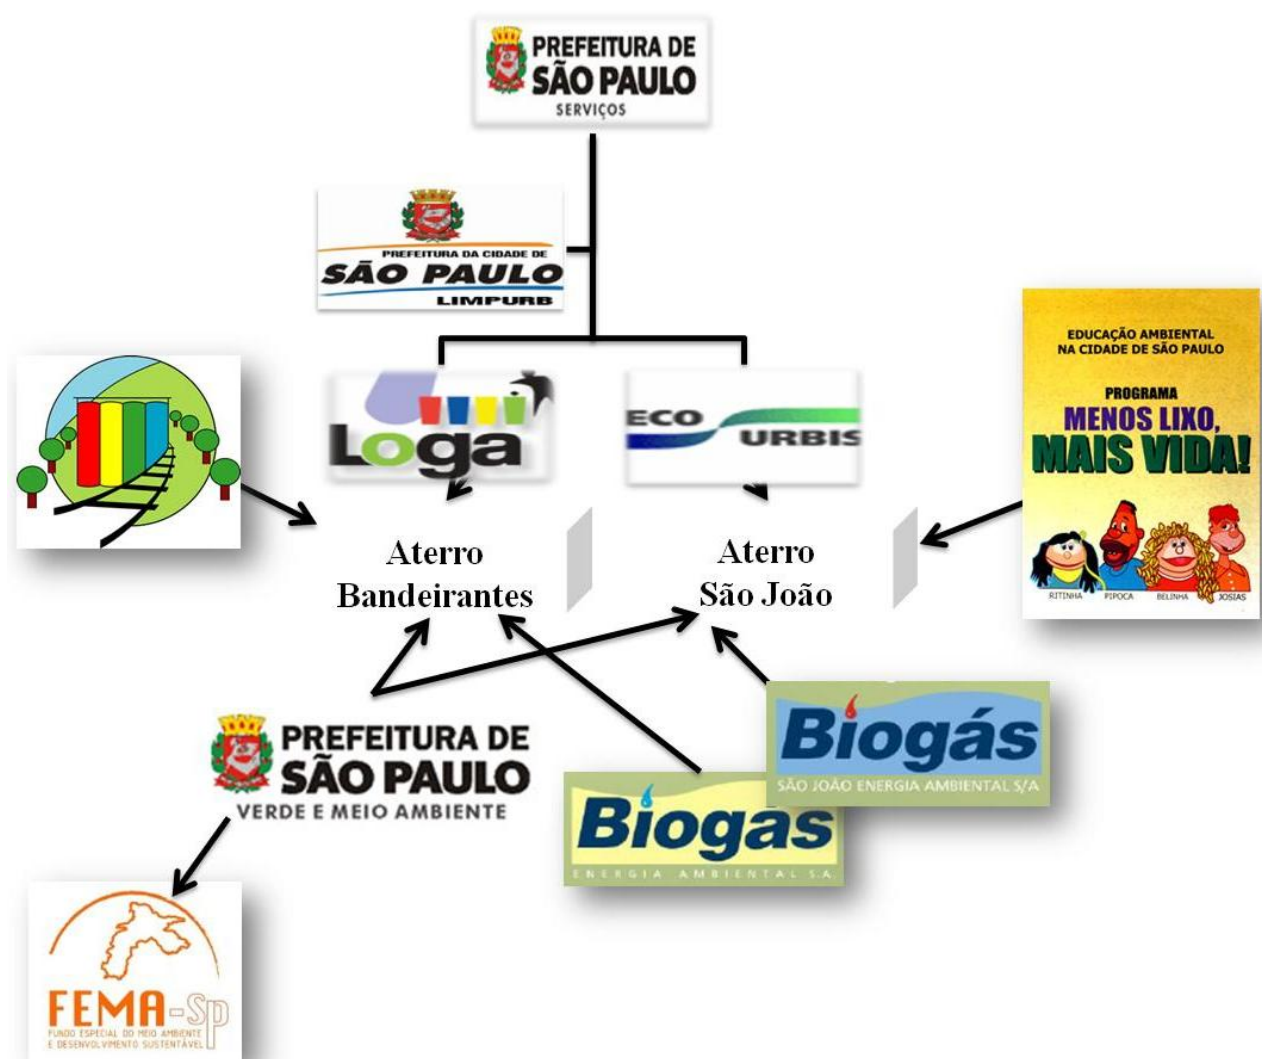 PREFEITURA DE
SÃO PAULO
SERVIÇOS
PREFEITURA DA CIDADE DE
SÃO PAULO
LIMPURB
Loga
ECO
URBIS
EDUCAÇÃO AMBIENTAL
NA CIDADE DE SÃO PAULO
PROGRAMA
MENOS LIXO,
MAIS VIDA!
RITINHA PIPOCA BELINHA JOSIAS
Aterro
Bandeirantes
Aterro
São João
PREFEITURA DE
SÃO PAULO
VERDE E MEIO AMBIENTE
Biogás
SÃO JOÃO ENERGIA AMBIENTAL S/A
Biogás
ENERGIA AMBIENTAL S.A.
FEMA-SP
FUNDO ESPECIAL DO MEIO AMBIENTE
E DESENVOLVIMENTO SUSTENTÁVEL